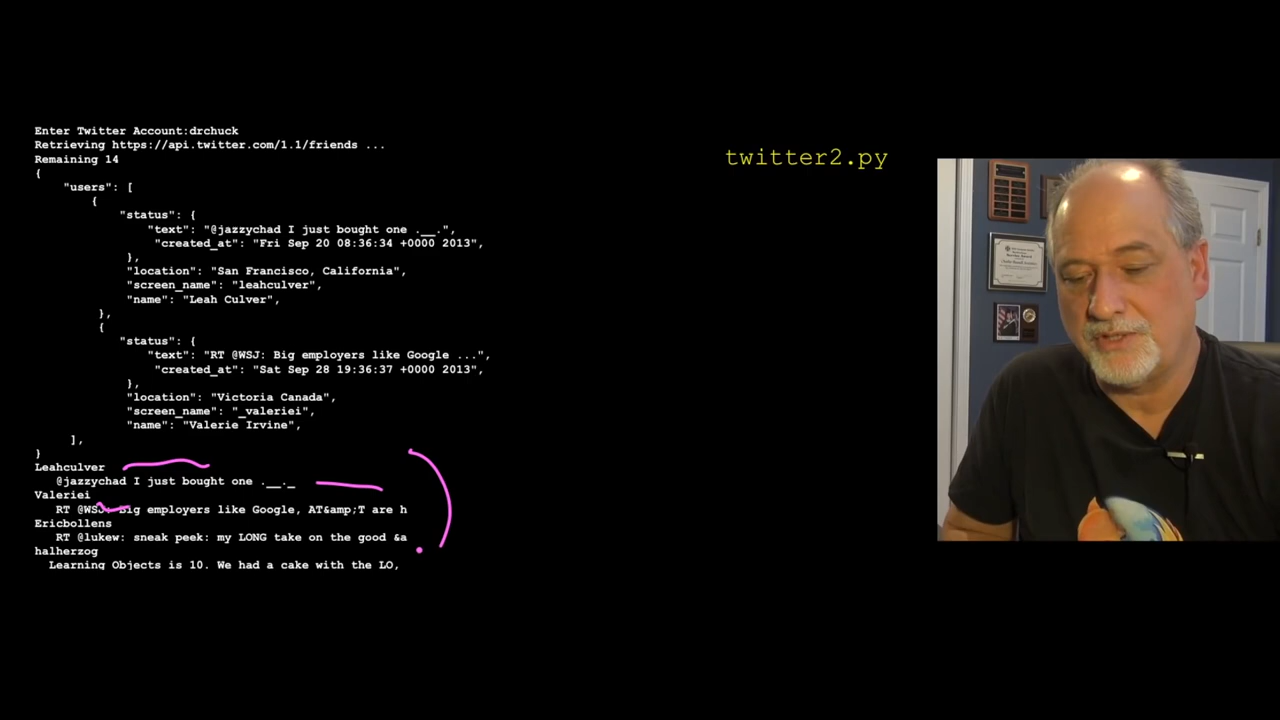 Enter Twitter Account:drchuck
Retrieving https://api.twitter.com/1.1/friends ...
Remaining 14
{
"users": [
{
"status": {
"text": "@jazzychad I just bought one .__.",
"created_at": "Fri Sep 20 08:36:34 +0000 2013",
},
"location": "San Francisco, California",
"screen_name": "leahculver",
"name": "Leah Culver",
},
{
"status": {
"text": "RT @WSJ: Big employers like Google ...",
"created_at": "Sat Sep 28 19:36:37 +0000 2013",
},
"location": "Victoria Canada",
"screen_name": "_valeriei",
"name": "Valerie Irvine",
],
}
Leahculver
@jazzychad I just bought one .__._
Valeriei
RT @WSJ: Big employers like Google, AT&amp;T are h
Ericbollens
RT @lukew: sneak peek: my LONG take on the good &a
halherzog
Learning Objects is 10. We had a cake with the LO,
twitter2.py